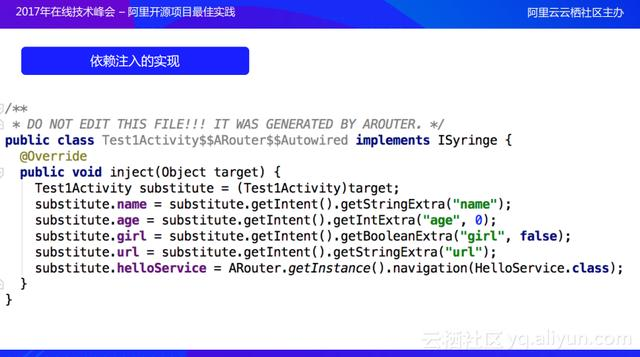 2017年在线技术峰会 – 阿里开源项目最佳实践
阿里云云栖社区主办
依赖注入的实现
/**
 * DO NOT EDIT THIS FILE!!! IT WAS GENERATED BY AROUTER. */
public class Test1Activity$$ARouter$$Autowired implements ISyringe {
  @Override
  public void inject(Object target) {
    Test1Activity substitute = (Test1Activity)target;
    substitute.name = substitute.getIntent().getStringExtra("name");
    substitute.age = substitute.getIntent().getIntExtra("age", 0);
    substitute.girl = substitute.getIntent().getBooleanExtra("girl", false);
    substitute.url = substitute.getIntent().getStringExtra("url");
    substitute.helloService = ARouter.getInstance().navigation(HelloService.class);
  }
}
云栖社区 yq.aliyun.com